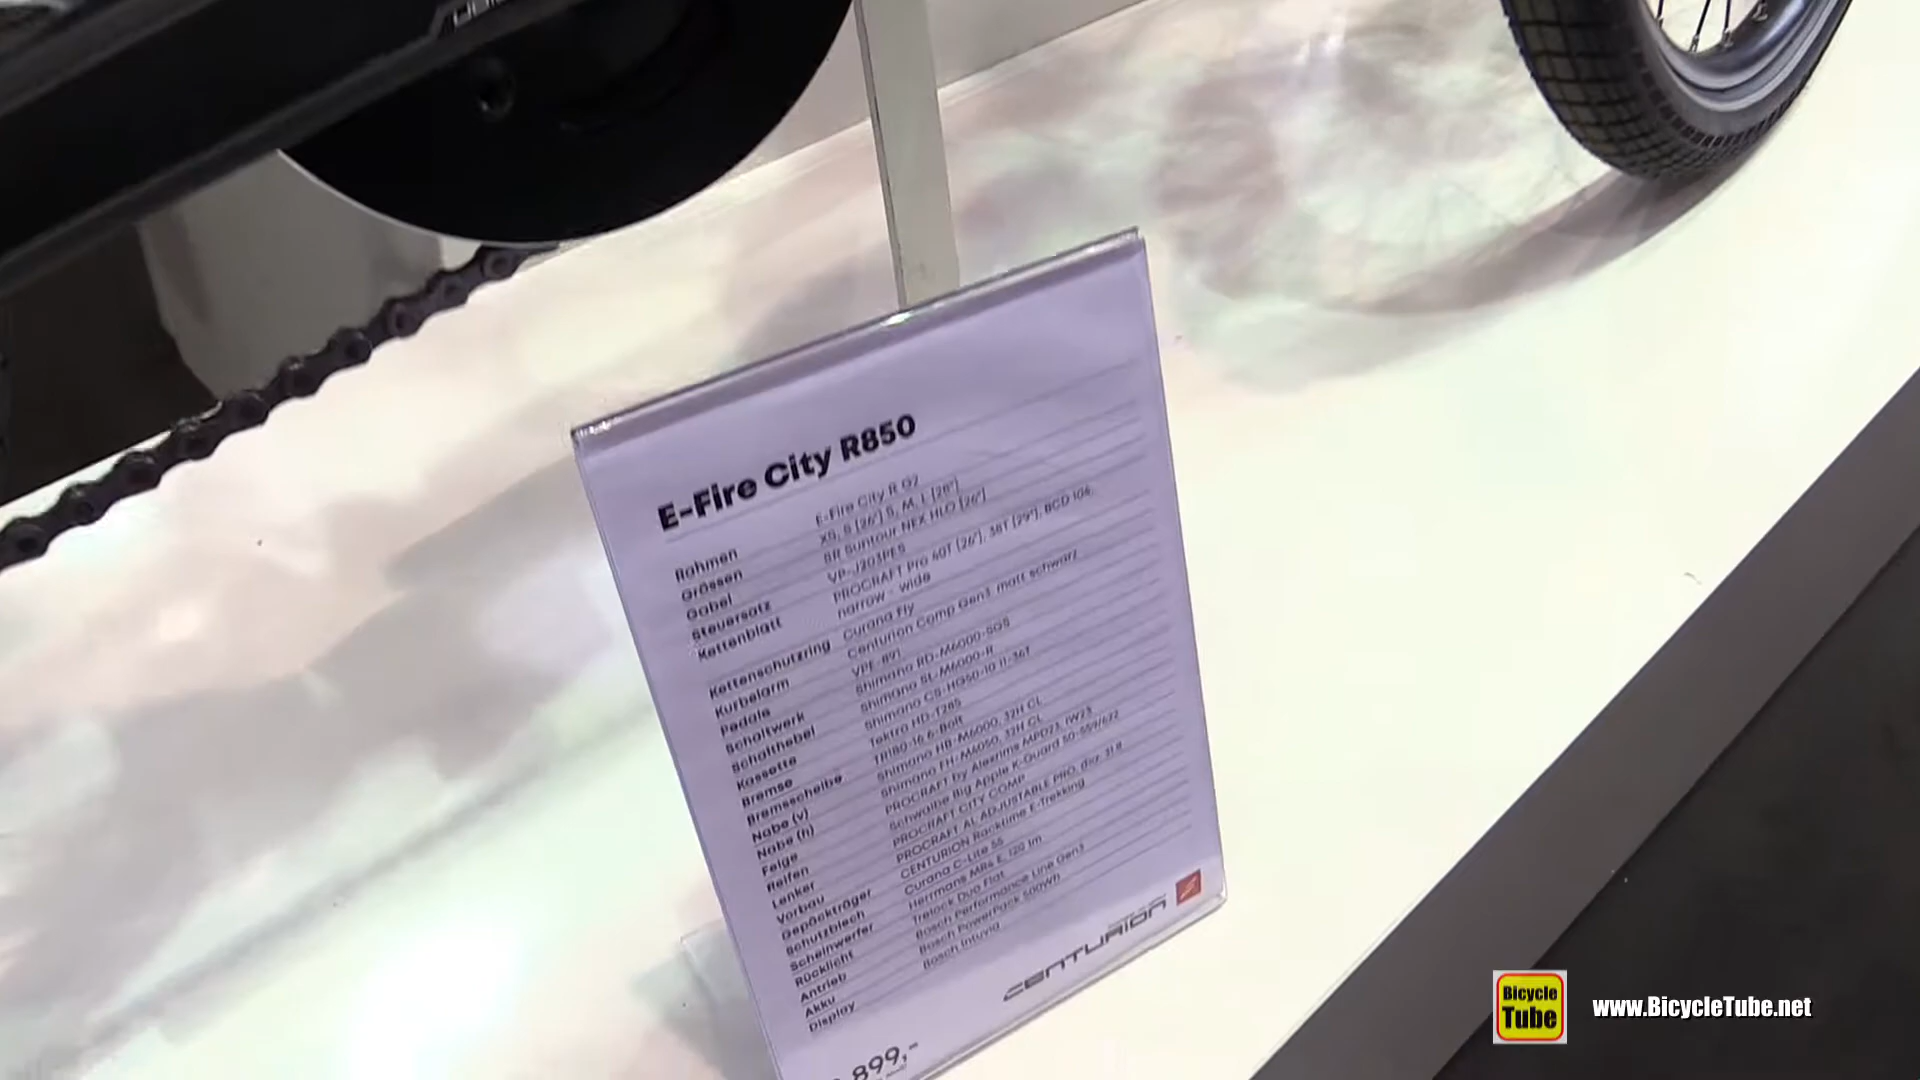 E-Fire City R850
Rahmen E-Fire City R G2
Grössen XS, S [26"] S, M, L [28"]
Gabel SR Suntour NEX HLO [26"]
Steuersatz VP-J203PES
Kettenblatt PROCRAFT Pro 40T [26"], 38T [29"], BCD 104,
narrow - wide
Kettenschutzring Curana Fly
Kurbelarm Centurion Comp Gen3, matt schwarz
Pedale VPE-891
Schaltwerk Shimano RD-M6000-SGS
Schalthebel Shimano SL-M6000-R
Kassette Shimano CS-HG50-10 11-36T
Bremse Tektro HD-T285
Bremsscheibe TR180-16 6-Bolt
Nabe (v) Shimano HB-M6000, 32H CL
Nabe (h) Shimano FH-M6050, 32H CL
Felge PROCRAFT by Alexrims MPD23, IW23
Reifen Schwalbe Big Apple K-Guard 50-559/622
Lenker PROCRAFT CITY COMP
Vorbau PROCRAFT AL ADJUSTABLE PRO, 31.8
Gepäckträger CENTURION Racktime E-Trekking
Schutzblech Curana C-Lite 55
Scheinwerfer Hermans MR4 E, 120 lm
Rücklicht Trelock Duo Flat
Antrieb Bosch Performance Line Gen3
Akku Bosch PowerPack 500Wh
Display Bosch Intuvia
CENTURION
899,-
Bicycle
Tube
www.BicycleTube.net